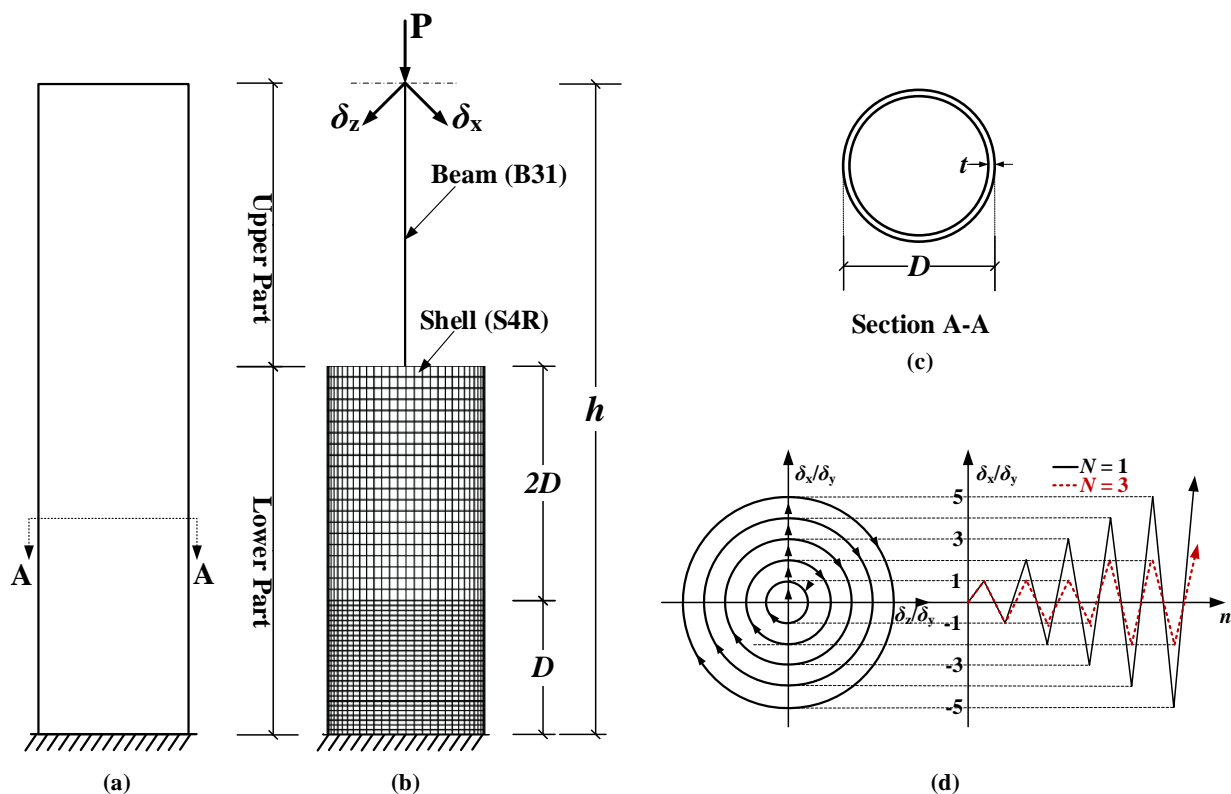 P
δz
δx
Beam (B31)
Upper Part
Shell (S4R)
Lower Part
h
2D
D
A
A
(a)
(b)
t
D
Section A-A
(c)
δx/δy
δz/δy
δx/δy
N = 1
N = 3
5
3
1
-1
-3
-5
n
(d)